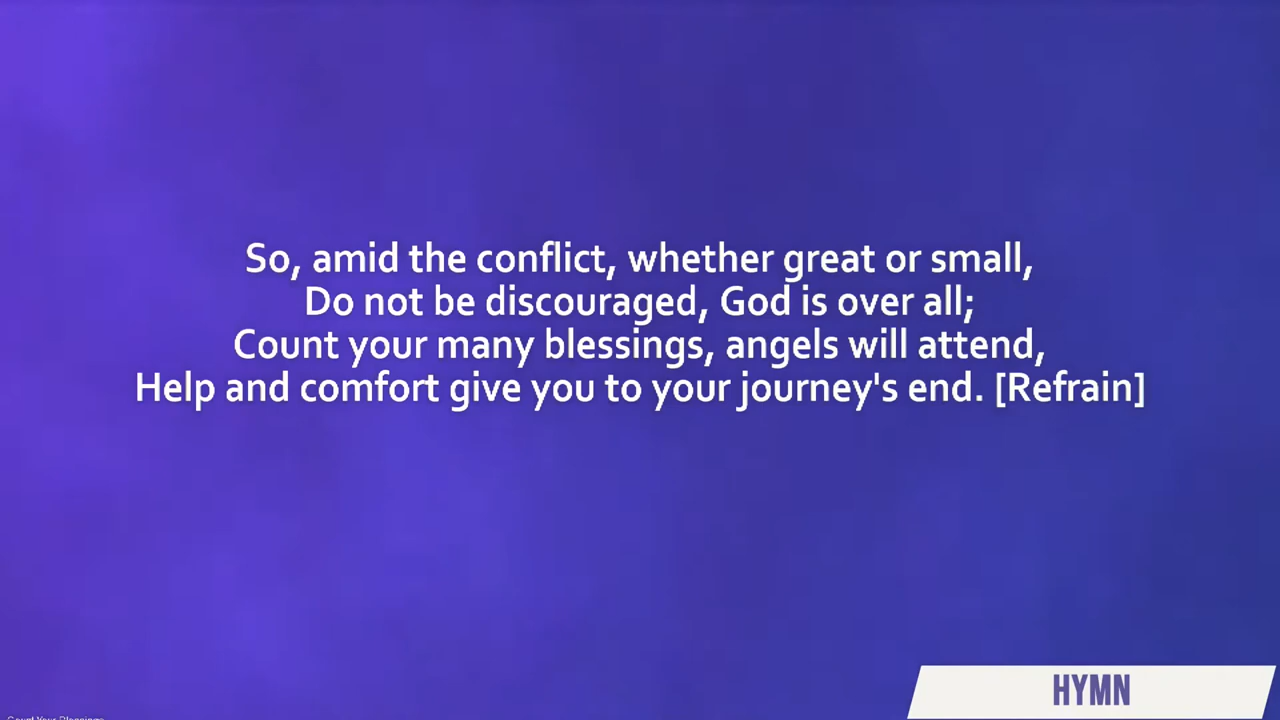 So, amid the conflict, whether great or small,
Do not be discouraged, God is over all;
Count your many blessings, angels will attend,
Help and comfort give you to your journey's end. [Refrain]
HYMN